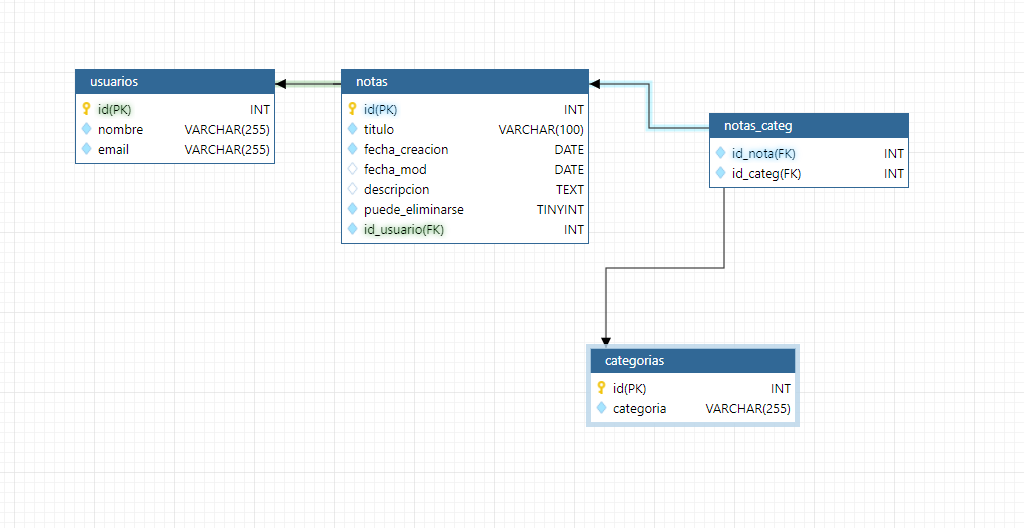 usuarios
id(PK) INT
nombre VARCHAR(255)
email VARCHAR(255)
notas
id(PK) INT
titulo VARCHAR(100)
fecha_creacion DATE
fecha_mod DATE
descripcion TEXT
puede_eliminarse TINYINT
id_usuario(FK) INT
notas_categ
id_nota(FK) INT
id_categ(FK) INT
categorias
id(PK) INT
categoria VARCHAR(255)